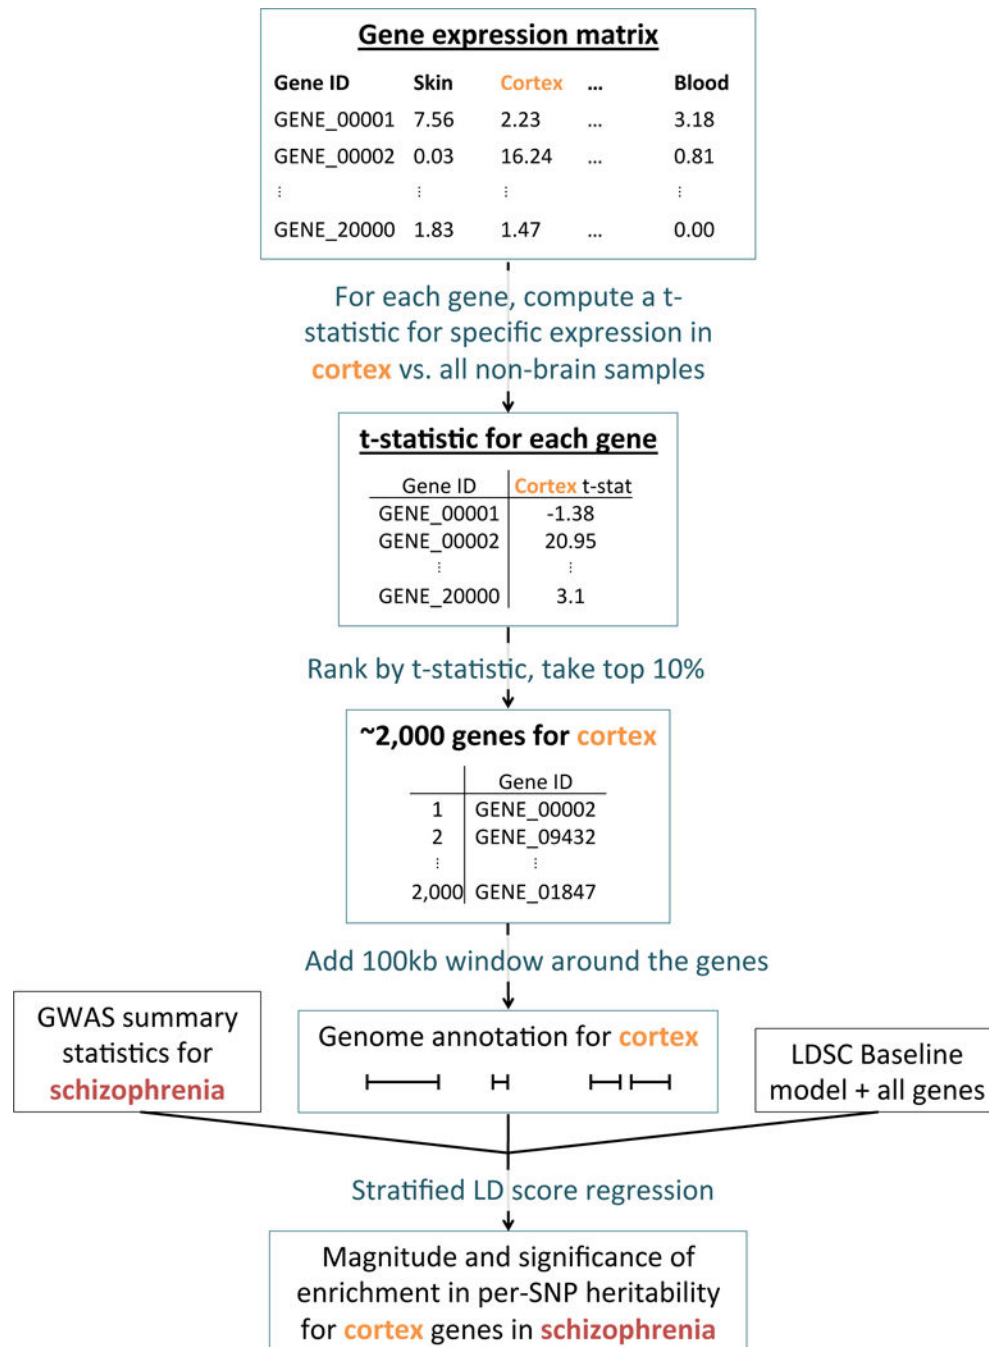 Gene expression matrix
Gene ID Skin Cortex ... Blood
GENE_00001 7.56 2.23 ... 3.18
GENE_00002 0.03 16.24 ... 0.81
⋮ ⋮ ⋮ ⋮
GENE_20000 1.83 1.47 ... 0.00
For each gene, compute a t-
statistic for specific expression in
cortex vs. all non-brain samples
t-statistic for each gene
Gene ID Cortex t-stat
GENE_00001 -1.38
GENE_00002 20.95
⋮ ⋮
GENE_20000 3.1
Rank by t-statistic, take top 10%
~2,000 genes for cortex
Gene ID
1 GENE_00002
2 GENE_09432
⋮ ⋮
2,000 GENE_01847
Add 100kb window around the genes
GWAS summary
statistics for
schizophrenia
Genome annotation for cortex
LDSC Baseline
model + all genes
Stratified LD score regression
Magnitude and significance of
enrichment in per-SNP heritability
for cortex genes in schizophrenia